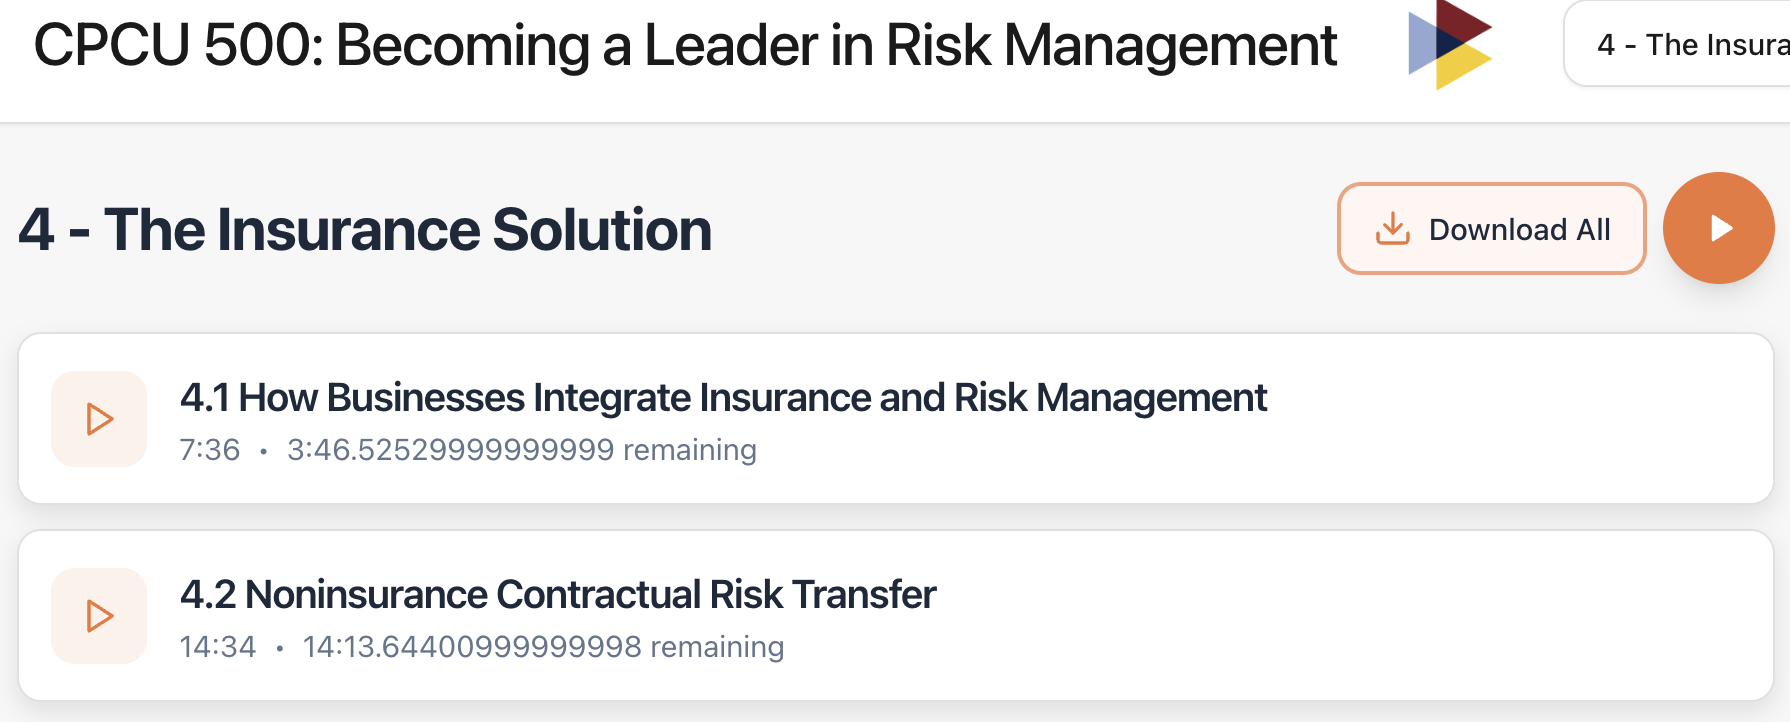 CPCU 500: Becoming a Leader in Risk Management
4 - The Insura
4 - The Insurance Solution
Download All
4.1 How Businesses Integrate Insurance and Risk Management
7:36 • 3:46.52529999999999 remaining
4.2 Noninsurance Contractual Risk Transfer
14:34 • 14:13.64400999999998 remaining